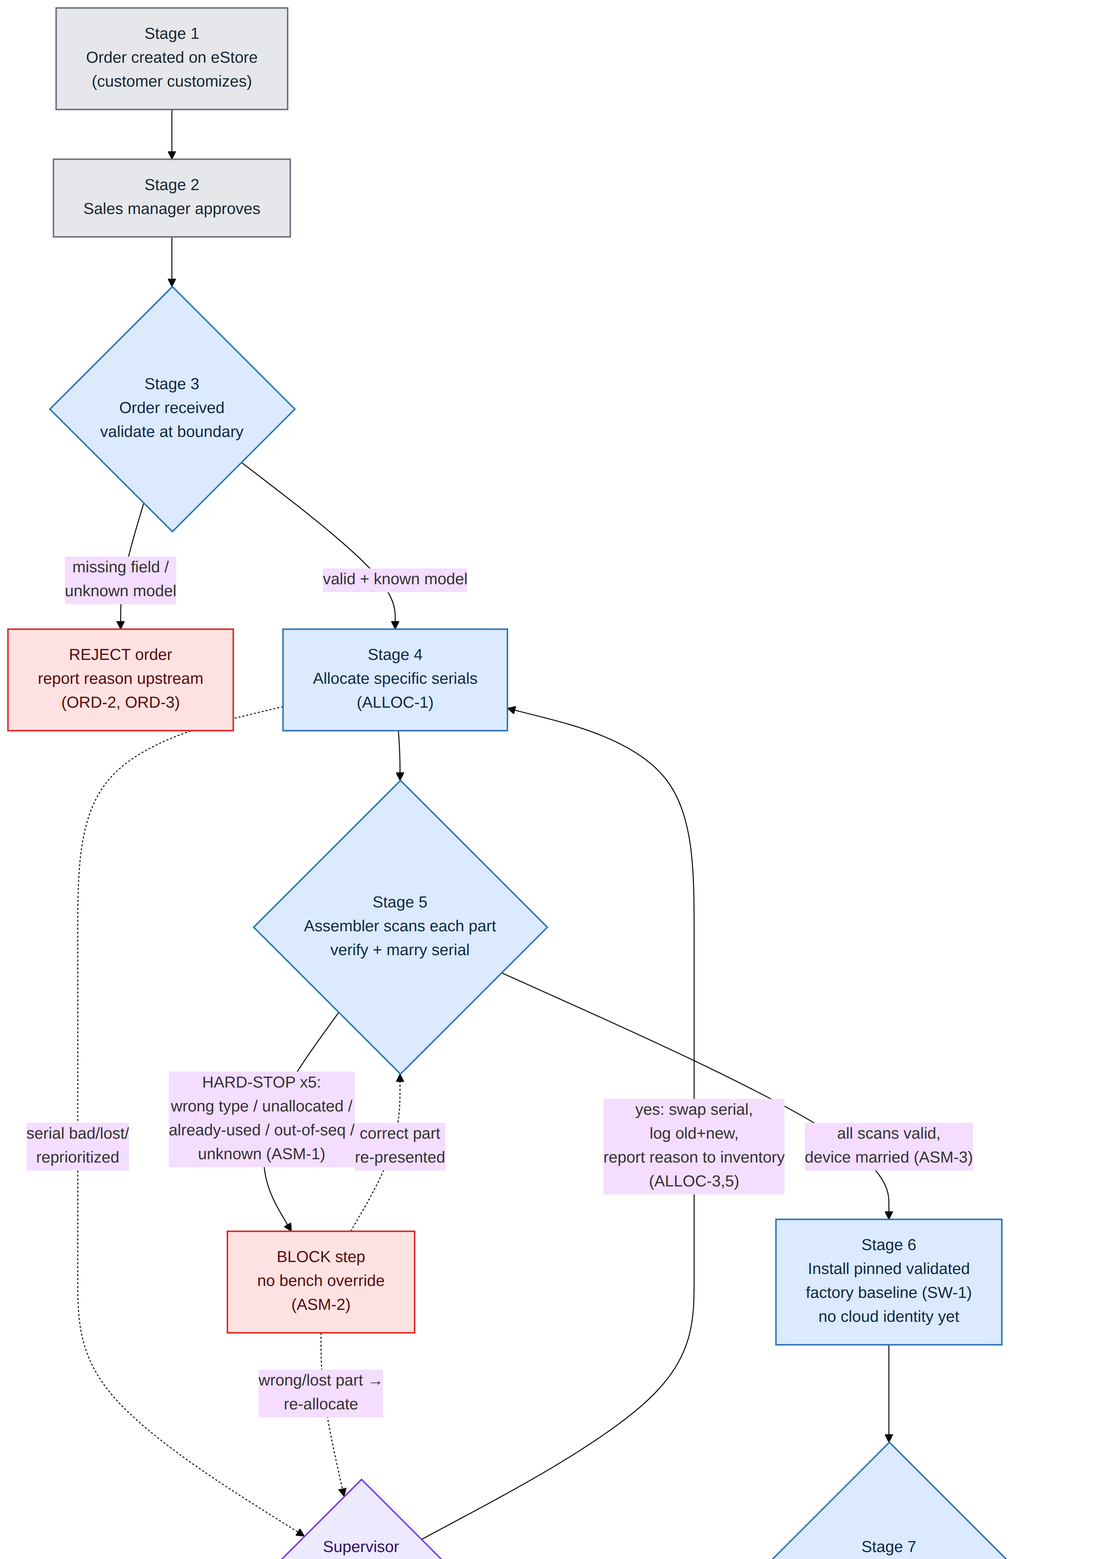 Stage 1
Order created on eStore
(customer customizes)
Stage 2
Sales manager approves
Stage 3
Order received
validate at boundary
missing field /
unknown model
valid + known model
REJECT order
report reason upstream
(ORD-2, ORD-3)
Stage 4
Allocate specific serials
(ALLOC-1)
Stage 5
Assembler scans each part
verify + marry serial
HARD-STOP x5:
wrong type / unallocated /
already-used / out-of-seq /
unknown (ASM-1)
correct part
re-presented
serial bad/lost/
reprioritized
yes: swap serial,
log old+new,
report reason to inventory
(ALLOC-3,5)
all scans valid,
device married (ASM-3)
BLOCK step
no bench override
(ASM-2)
Stage 6
Install pinned validated
factory baseline (SW-1)
no cloud identity yet
wrong/lost part →
re-allocate
Supervisor
Stage 7